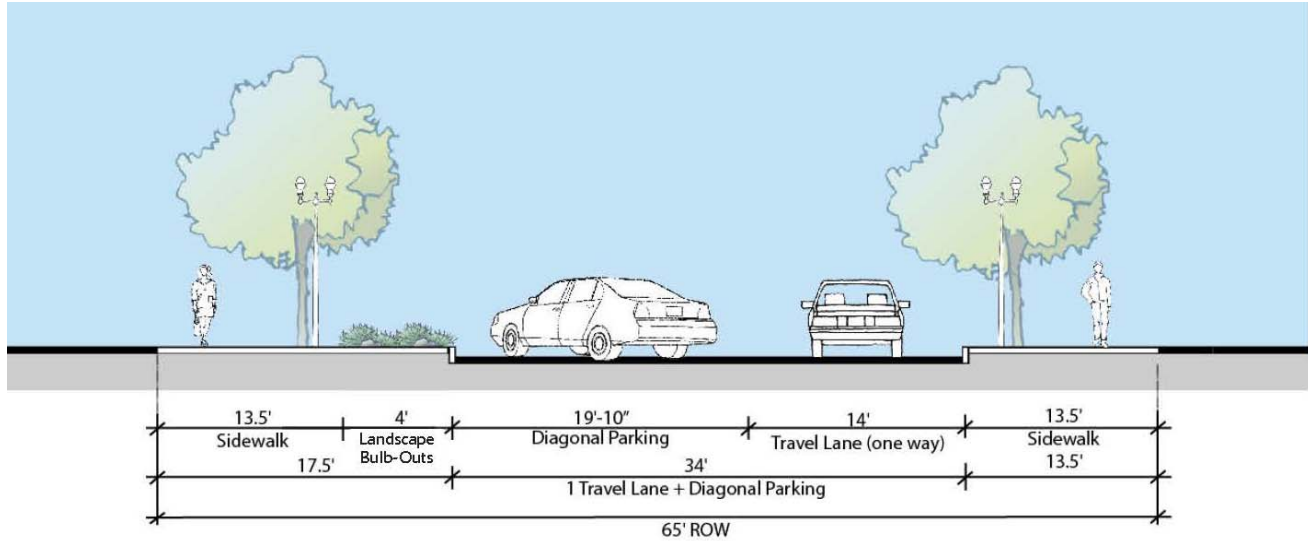 13.5'
Sidewalk
4'
Landscape
Bulb-Outs
19'-10"
Diagonal Parking
14'
Travel Lane (one way)
13.5'
Sidewalk
17.5'
34'
1 Travel Lane + Diagonal Parking
13.5'
65' ROW